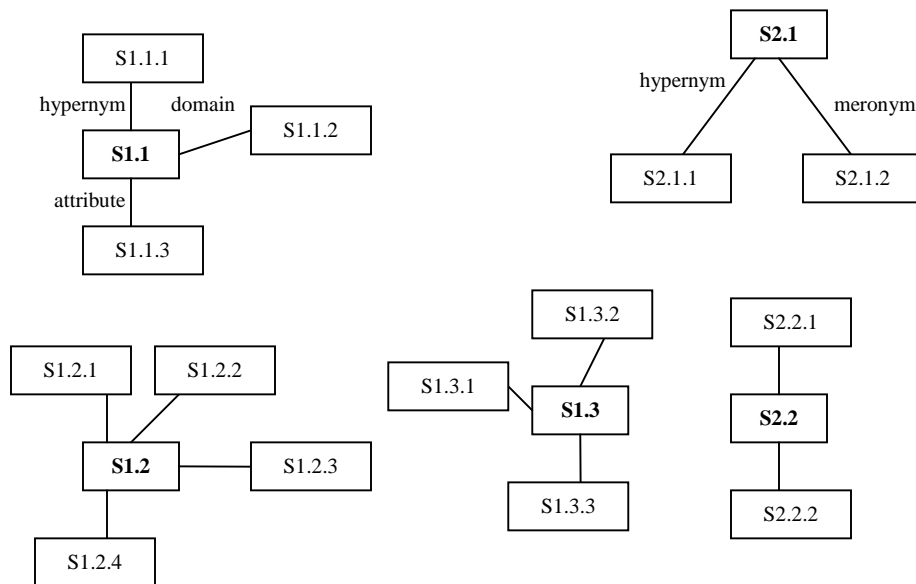 S1.1.1
hypernym
domain
S1.1.2
S1.1
attribute
S1.1.3
S2.1
hypernym
meronym
S2.1.1
S2.1.2
S1.2.1
S1.2.2
S1.2
S1.2.3
S1.2.4
S1.3.2
S1.3.1
S1.3
S1.3.3
S2.2.1
S2.2
S2.2.2